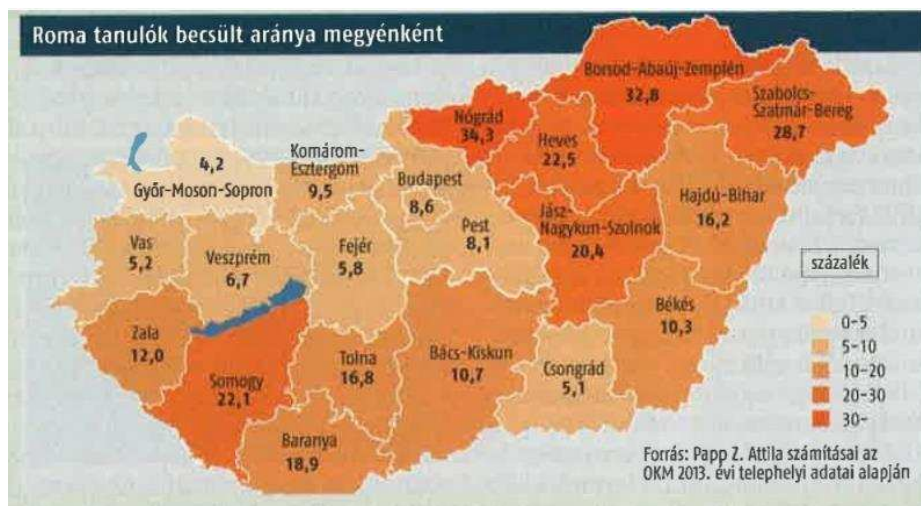 Roma tanulók becsült aránya megyénként
Borsod-Abaúj-Zemplén
32,8
Szabolcs-
Szatmár-Bereg
28,7
Nógrád
34,3
Heves
22,5
4,2
Győr-Moson-Sopron
Komárom-
Esztergom
9,5
Budapest
8,6
Pest
8,1
Jász-
Nagykun-Szolnok
20,4
Hajdú-Bihar
16,2
Vas
5,2
Veszprém
6,7
Fejér
5,8
Zala
12,0
Somogy
22,1
Tolna
16,8
Bács-Kiskun
10,7
Csongrád
5,1
Békés
10,3
Baranya
18,9
százalék
0-5
5-10
10-20
20-30
30-
Forrás: Papp Z. Attila számításai az
OKM 2013. évi telephelyi adatai alapján